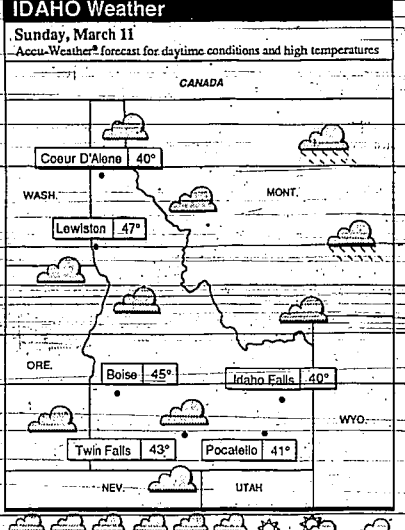 IDAHO Weather
Sunday, March 11
Accu-Weather® forecast for daytime conditions and high temperatures
CANADA
Coeur D'Alene 40°
WASH.
MONT.
Lewiston 47°
ORE.
Boise 45°
Idaho Falls 40°
WYO.
Twin Falls 43°
Pocatello 41°
NEV.
UTAH